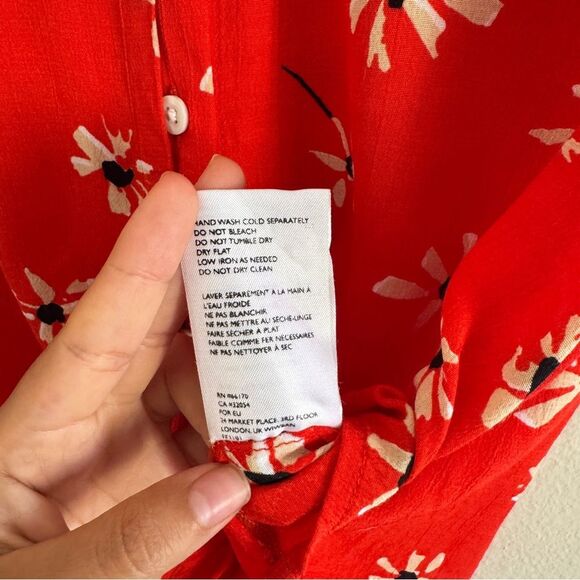 HAND WASH COLD SEPARATELY
DO NOT BLEACH
DO NOT TUMBLE DRY
DRY FLAT
LOW IRON AS NEEDED
DO NOT DRY CLEAN
LAVER SEPARÉMENT À LA MAIN À
L'EAU FROIDE
NE PAS BLANCHIR
NE PAS METTRE AU SÈCHE-LINGE
FAIRE SÉCHER À PLAT
FAIBLE COMME FER NECESSAIRES
NE PAS NETTOYER À SEC
RN #66170
CA #32054
FOR EU
24 MARKET PLACE, 3RD FLOOR
LONDON, UK